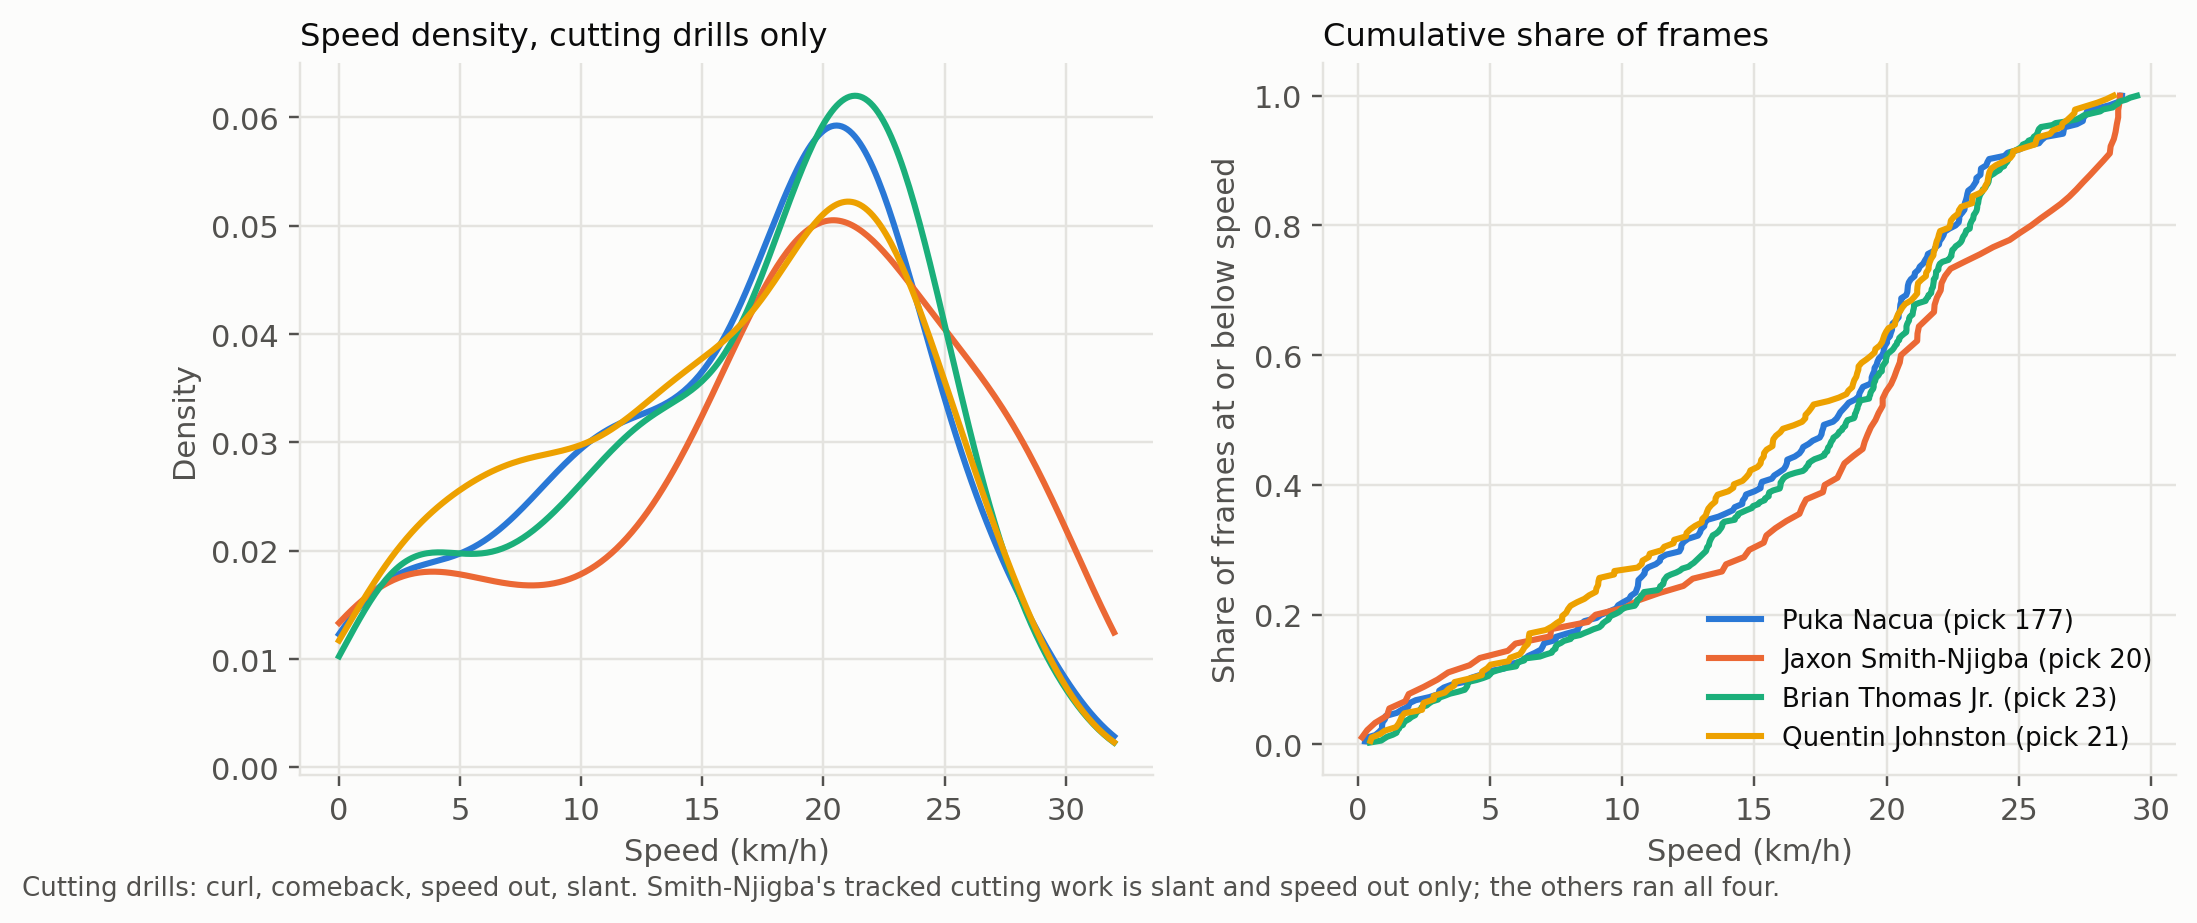 Speed density, cutting drills only
0.06
0.05
0.04
0.03
0.02
0.01
0.00
Density
0 5 10 15 20 25 30
Speed (km/h)
Cumulative share of frames
1.0
0.8
0.6
0.4
0.2
0.0
Share of frames at or below speed
Puka Nacua (pick 177)
Jaxon Smith-Njigba (pick 20)
Brian Thomas Jr. (pick 23)
Quentin Johnston (pick 21)
0 5 10 15 20 25 30
Speed (km/h)
Cutting drills: curl, comeback, speed out, slant. Smith-Njigba's tracked cutting work is slant and speed out only; the others ran all four.